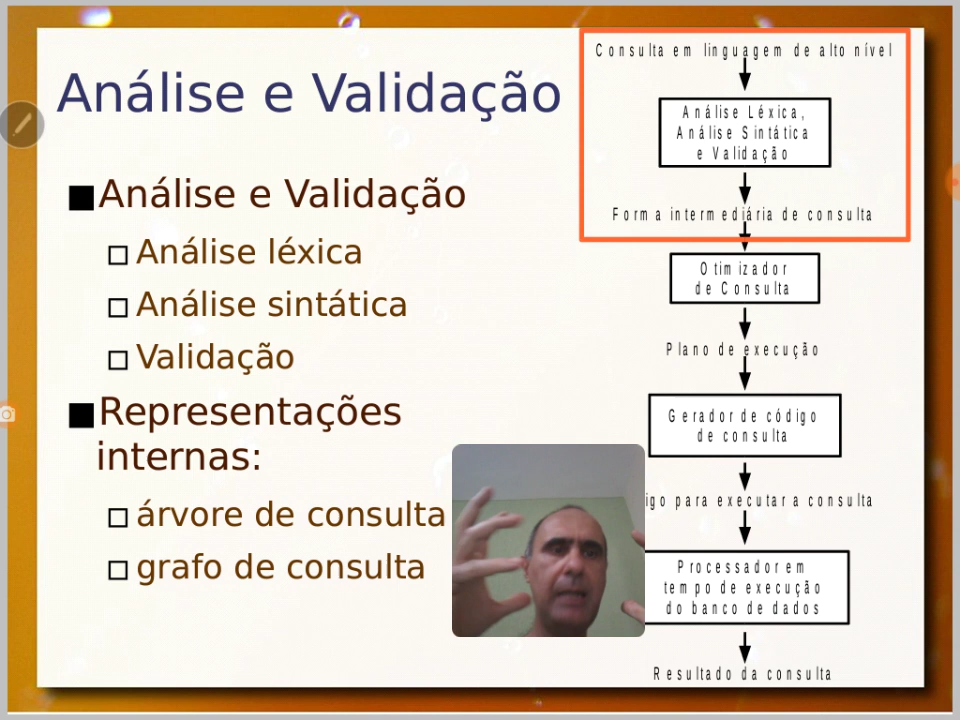 Análise e Validação
Análise e Validação
Análise léxica
Análise sintática
Validação
Representações
internas:
árvore de consulta
grafo de consulta
Consulta em linguagem de alto nível
Análise Léxica,
Análise Sintática
e Validação
Forma intermediária de consulta
Otimizador
de Consulta
Plano de execução
Gerador de código
de consulta
para executar a consulta
Processador em
tempo de execução
do banco de dados
Resultado da consulta